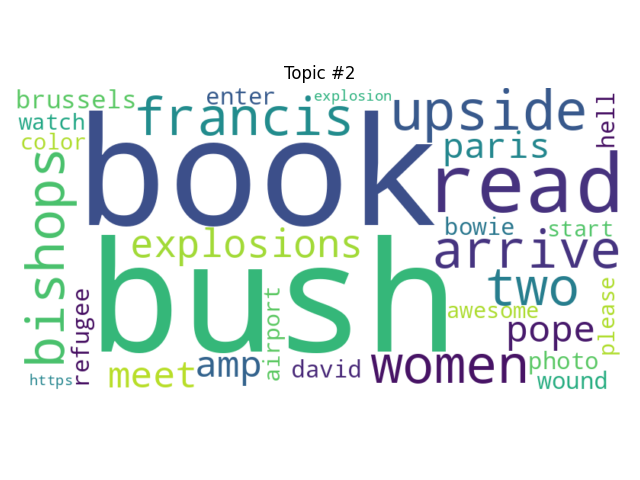 Topic #2
brussels
enter
explosion
watch
francis
upside
hell
color
book
paris
read
bishops
explosions
bowie
start
arrive
bush
two
refugee
airport
awesome
please
pope
meet
amp
david
women
photo
wound
https